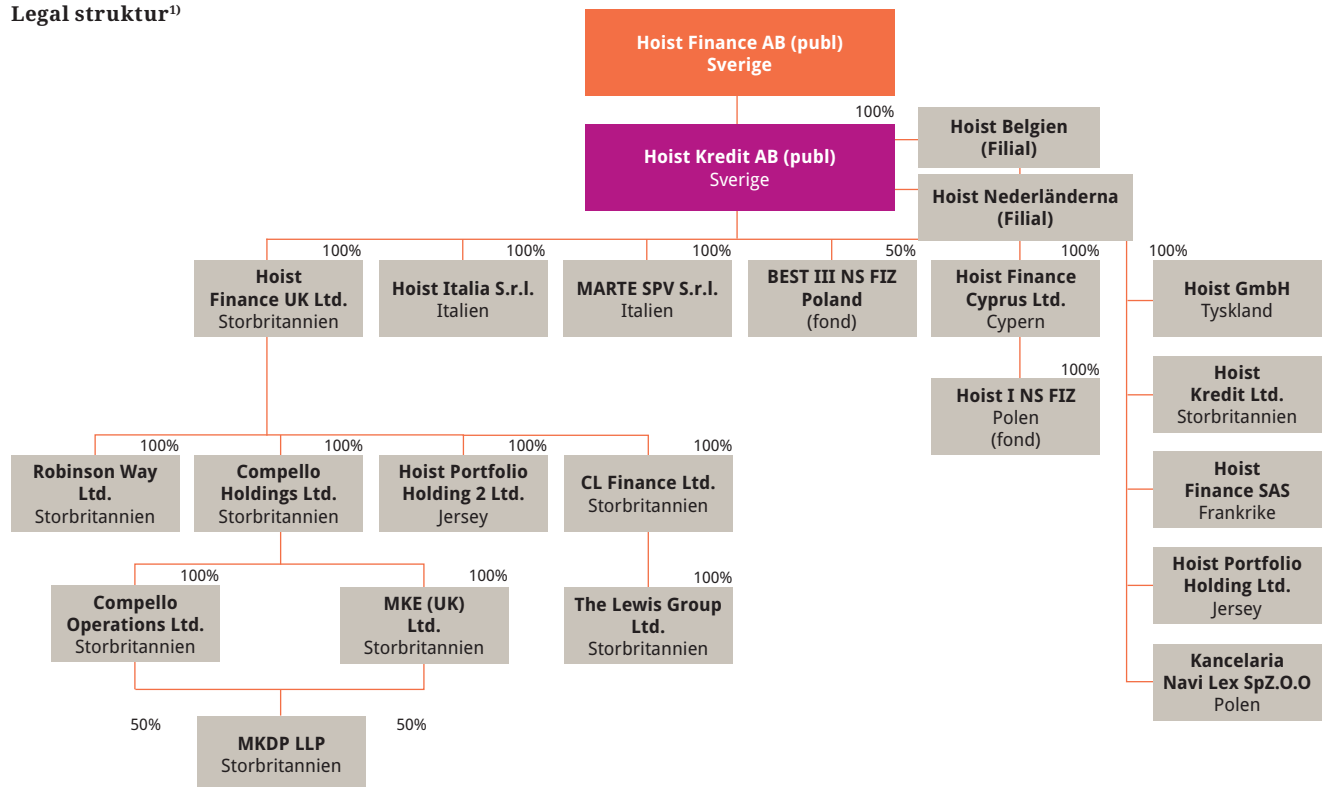 Legal struktur¹⁾
Hoist Finance AB (publ)
Sverige
100%
Hoist Kredit AB (publ)
Sverige
Hoist Belgien
(Filial)
Hoist Nederländerna
(Filial)
100%
Hoist
Finance UK Ltd.
Storbritannien
100%
Hoist Italia S.r.l.
Italien
100%
MARTE SPV S.r.l.
Italien
50%
BEST III NS FIZ
Poland
(fond)
100%
Hoist Finance
Cyprus Ltd.
Cypern
100%
Hoist GmbH
Tyskland
100%
Hoist I NS FIZ
Polen
(fond)
Hoist
Kredit Ltd.
Storbritannien
Hoist
Finance SAS
Frankrike
Hoist Portfolio
Holding Ltd.
Jersey
Kancelaria
Navi Lex SpZ.O.O
Polen
100%
Robinson Way
Ltd.
Storbritannien
100%
Compello
Holdings Ltd.
Storbritannien
100%
Hoist Portfolio
Holding 2 Ltd.
Jersey
100%
CL Finance Ltd.
Storbritannien
100%
Compello
Operations Ltd.
Storbritannien
100%
MKE (UK)
Ltd.
Storbritannien
100%
The Lewis Group
Ltd.
Storbritannien
50%
50%
MKDP LLP
Storbritannien